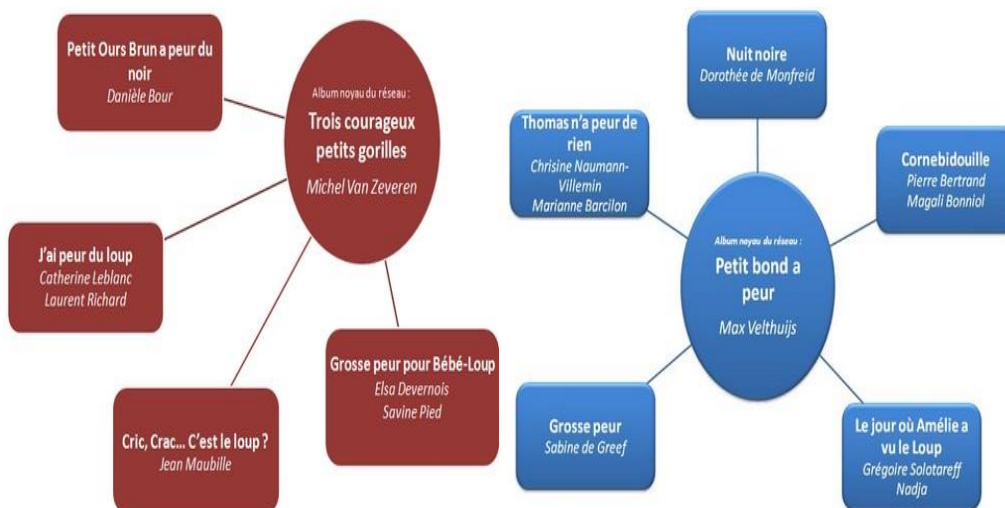 Petit Ours Brun a peur du
noir
Danièle Bour
Album noyau du réseau :
Trois courageux
petits gorilles
Michel Van Zeveren
J'ai peur du loup
Catherine Leblanc
Laurent Richard
Grosse peur pour Bébé-Loup
Elsa Devernois
Savine Pied
Cric, Crac... C'est le loup ?
Jean Maubille
Nuit noire
Dorothée de Monfreid
Thomas n'a peur de
rien
Chrisine Naumann-
Villemin
Marianne Barcilon
Cornebidouille
Pierre Bertrand
Magali Bonniol
Album noyau du réseau :
Petit bond a
peur
Max Velthuijs
Grosse peur
Sabine de Greef
Le jour où Amélie a
vu le Loup
Grégoire Solotareff
Nadja